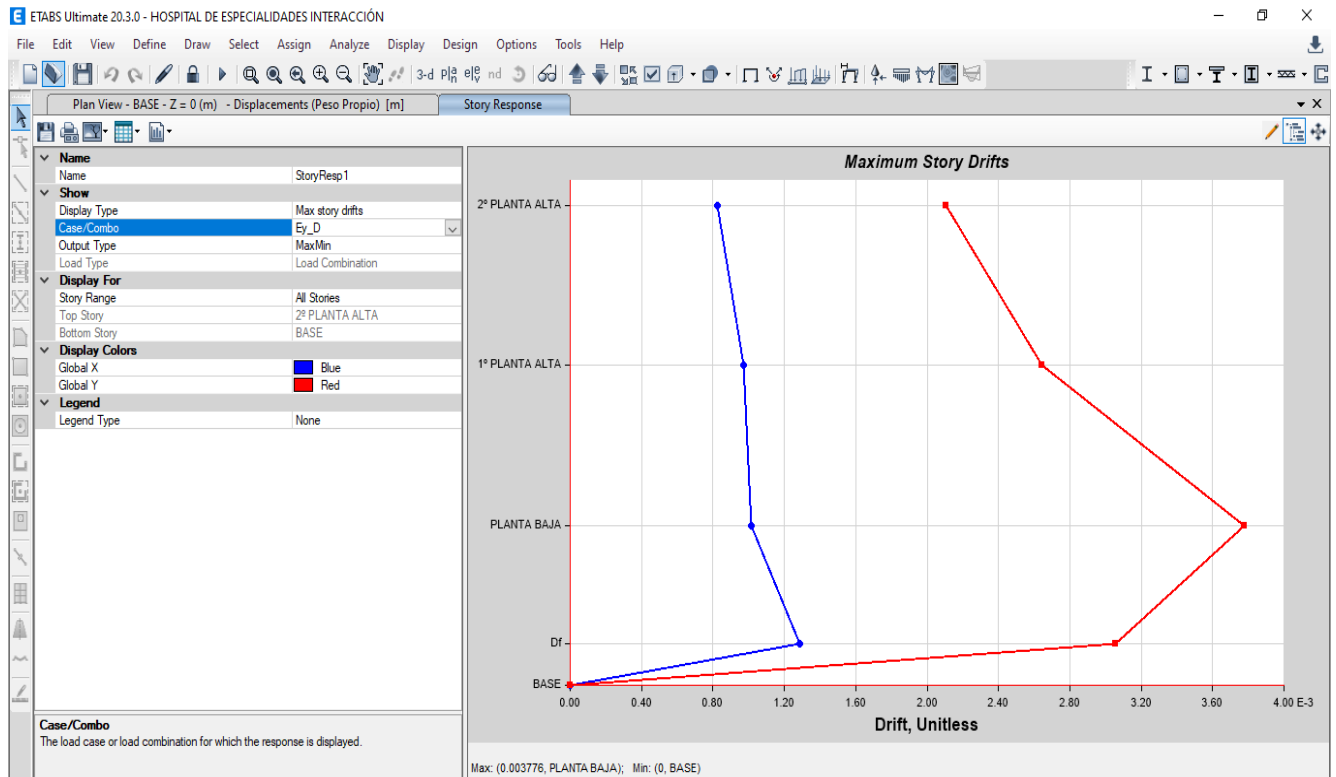 ETABS Ultimate 20.3.0 - HOSPITAL DE ESPECIALIDADES INTERACCIÓN
File Edit View Define Draw Select Assign Analyze Display Design Options Tools Help
3-d nd
Plan View - BASE - Z = 0 (m) - Displacements (Peso Propio) [m] Story Response
Name
Name StoryResp1
Show
Display Type Max story drifts
Case/Combo Ey_D
Output Type MaxMin
Load Type Load Combination
Display For
Story Range All Stories
Top Story 2º PLANTA ALTA
Bottom Story BASE
Display Colors
Global X Blue
Global Y Red
Legend
Legend Type None
Case/Combo
The load case or load combination for which the response is displayed.
Maximum Story Drifts
2º PLANTA ALTA
1º PLANTA ALTA
PLANTA BAJA
Df
BASE
0.00 0.40 0.80 1.20 1.60 2.00 2.40 2.80 3.20 3.60 4.00 E-3
Drift, Unitless
Max: (0.003776, PLANTA BAJA); Min: (0, BASE)